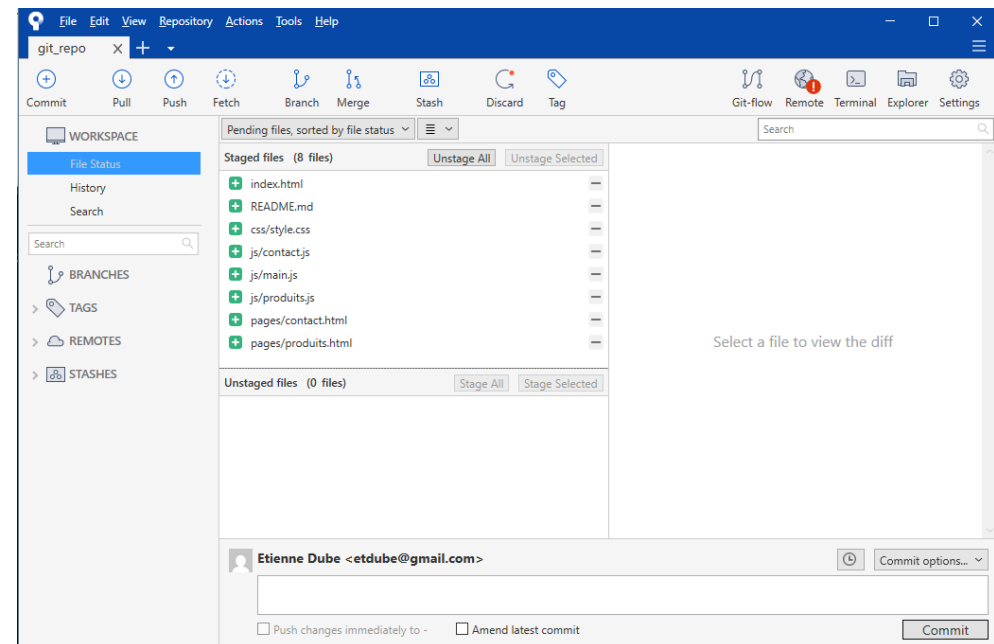 File Edit View Repository Actions Tools Help
git_repo
Commit Pull Push Fetch Branch Merge Stash Discard Tag Git-flow Remote Terminal Explorer Settings
WORKSPACE
File Status
History
Search
Search
BRANCHES
TAGS
REMOTES
STASHES
Pending files, sorted by file status
Search
Staged files (8 files) Unstage All Unstage Selected
index.html
README.md
css/style.css
js/contact.js
js/main.js
js/produits.js
pages/contact.html
pages/produits.html
Unstaged files (0 files) Stage All Stage Selected
Select a file to view the diff
Etienne Dube <etdube@gmail.com> Commit options...
Push changes immediately to - Amend latest commit Commit